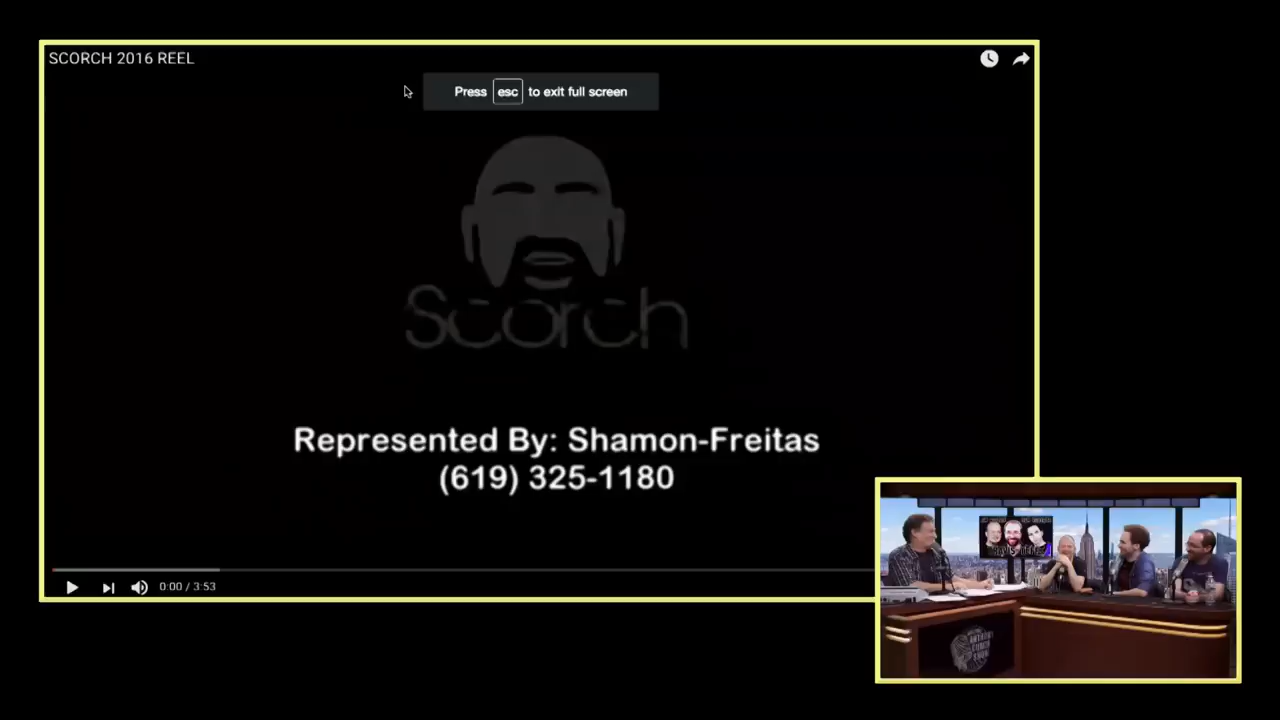 SCORCH 2016 REEL
Press esc to exit full screen
Scorch
Represented By: Shamon-Freitas
(619) 325-1180
0:00 / 3:53